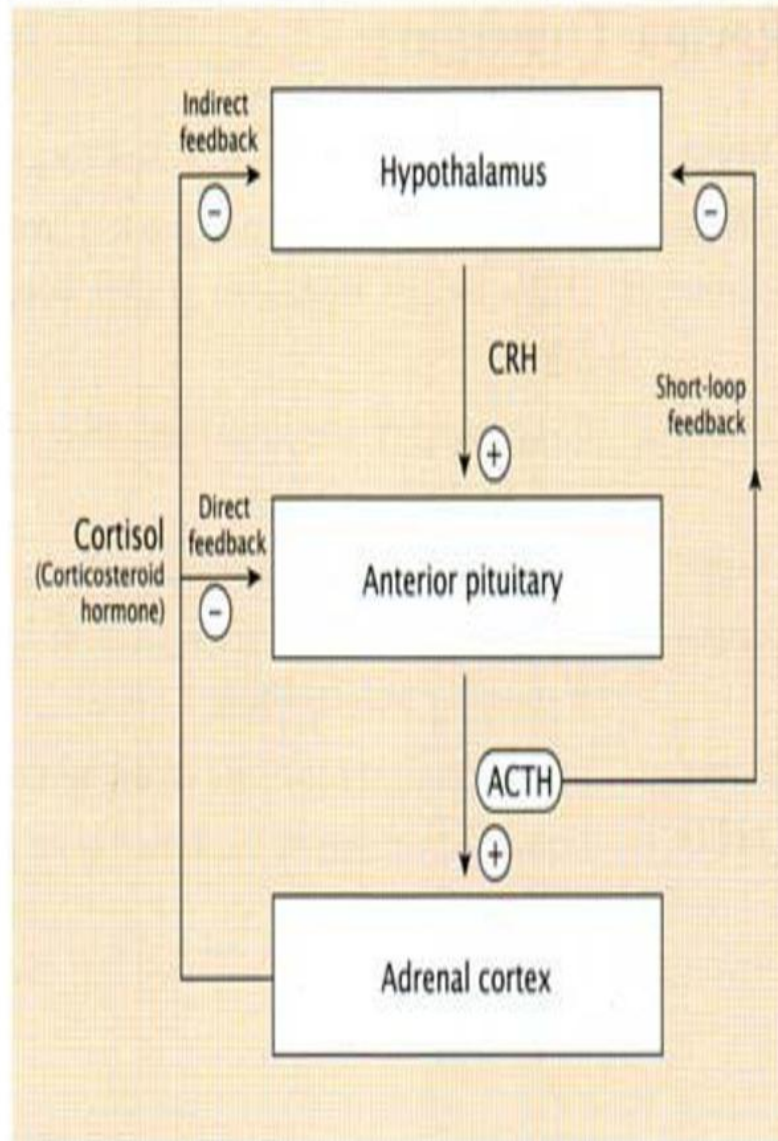 Indirect
feedback
−
Hypothalamus
−
CRH
+
Short-loop
feedback
Cortisol
(Corticosteroid
hormone)
Direct
feedback
−
Anterior pituitary
ACTH
+
Adrenal cortex